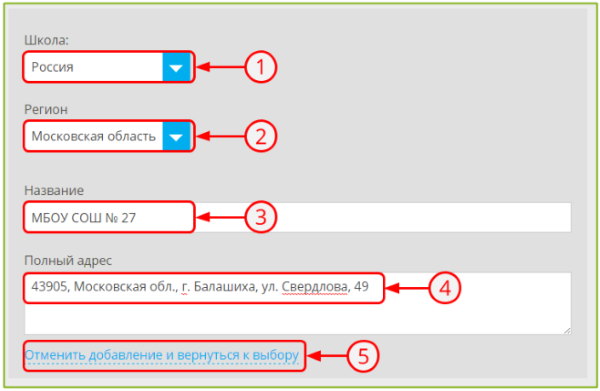 Школа:
Россия
1
Регион
Московская область
2
Название
МБОУ СОШ № 27
3
Полный адрес
43905, Московская обл., г. Балашиха, ул. Свердлова, 49
4
Отменить добавление и вернуться к выбору
5